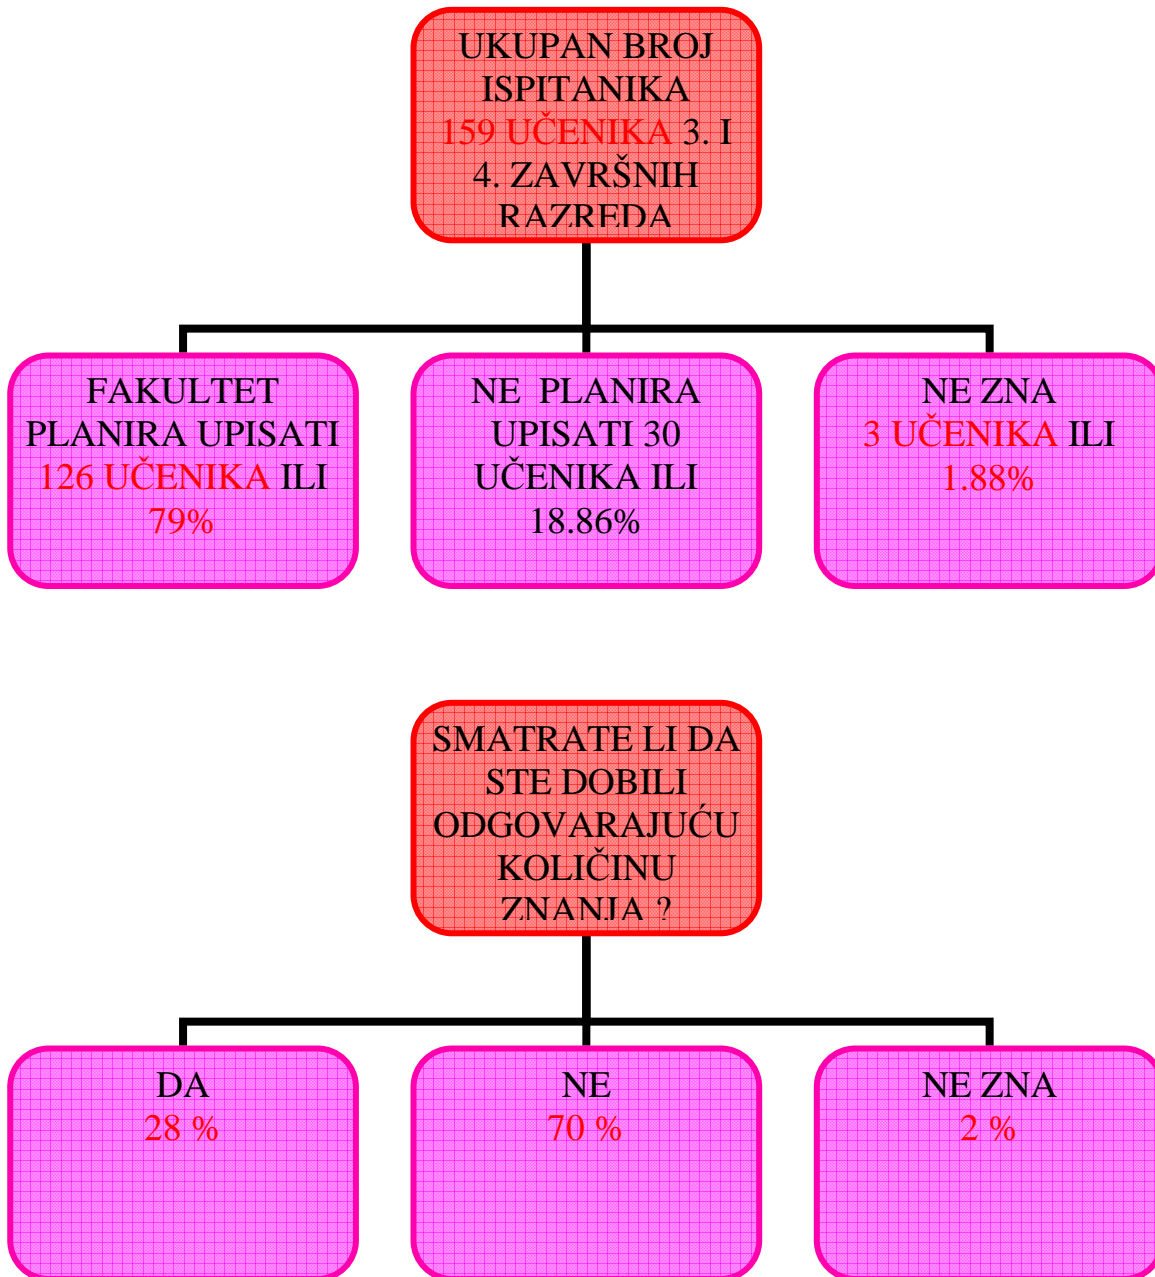 UKUPAN BROJ
ISPITANIKA
159 UČENIKA 3. I
4. ZAVRŠNIH
RAZREDA
FAKULTET
PLANIRA UPISATI
126 UČENIKA ILI
79%
NE PLANIRA
UPISATI 30
UČENIKA ILI
18.86%
NE ZNA
3 UČENIKA ILI
1.88%
SMATRATE LI DA
STE DOBILI
ODGOVARAJUĆU
KOLIČINU
ZNANJA ?
DA
28 %
NE
70 %
NE ZNA
2 %